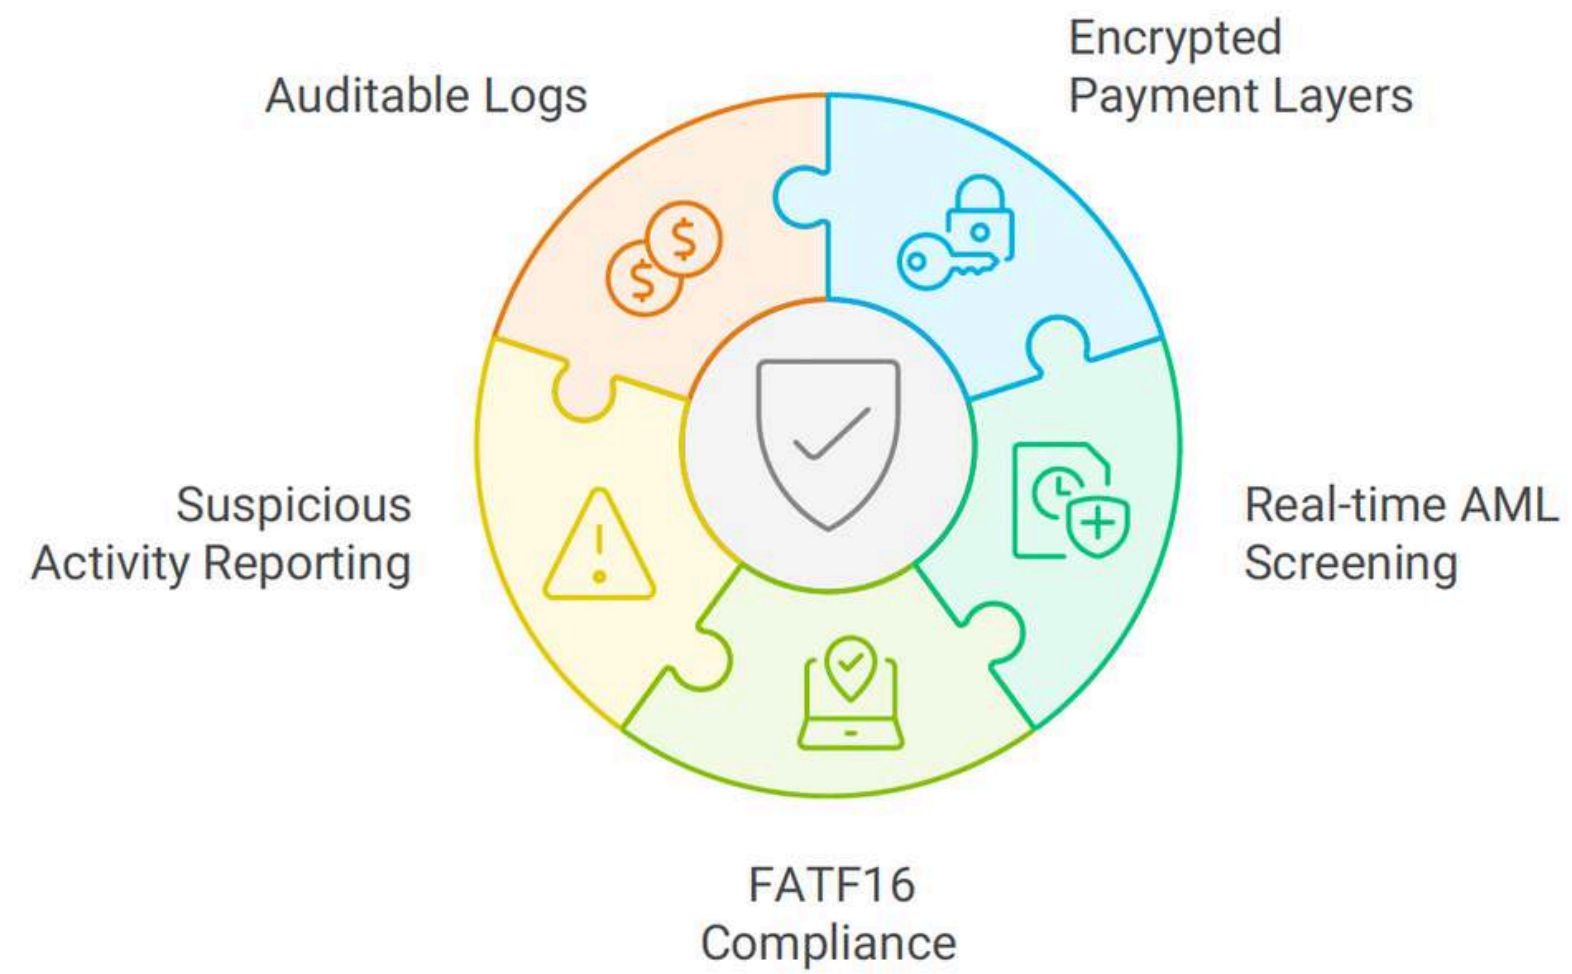 Encrypted
Payment Layers
Auditable Logs
Suspicious
Activity Reporting
Real-time AML
Screening
FATF16
Compliance
$
$